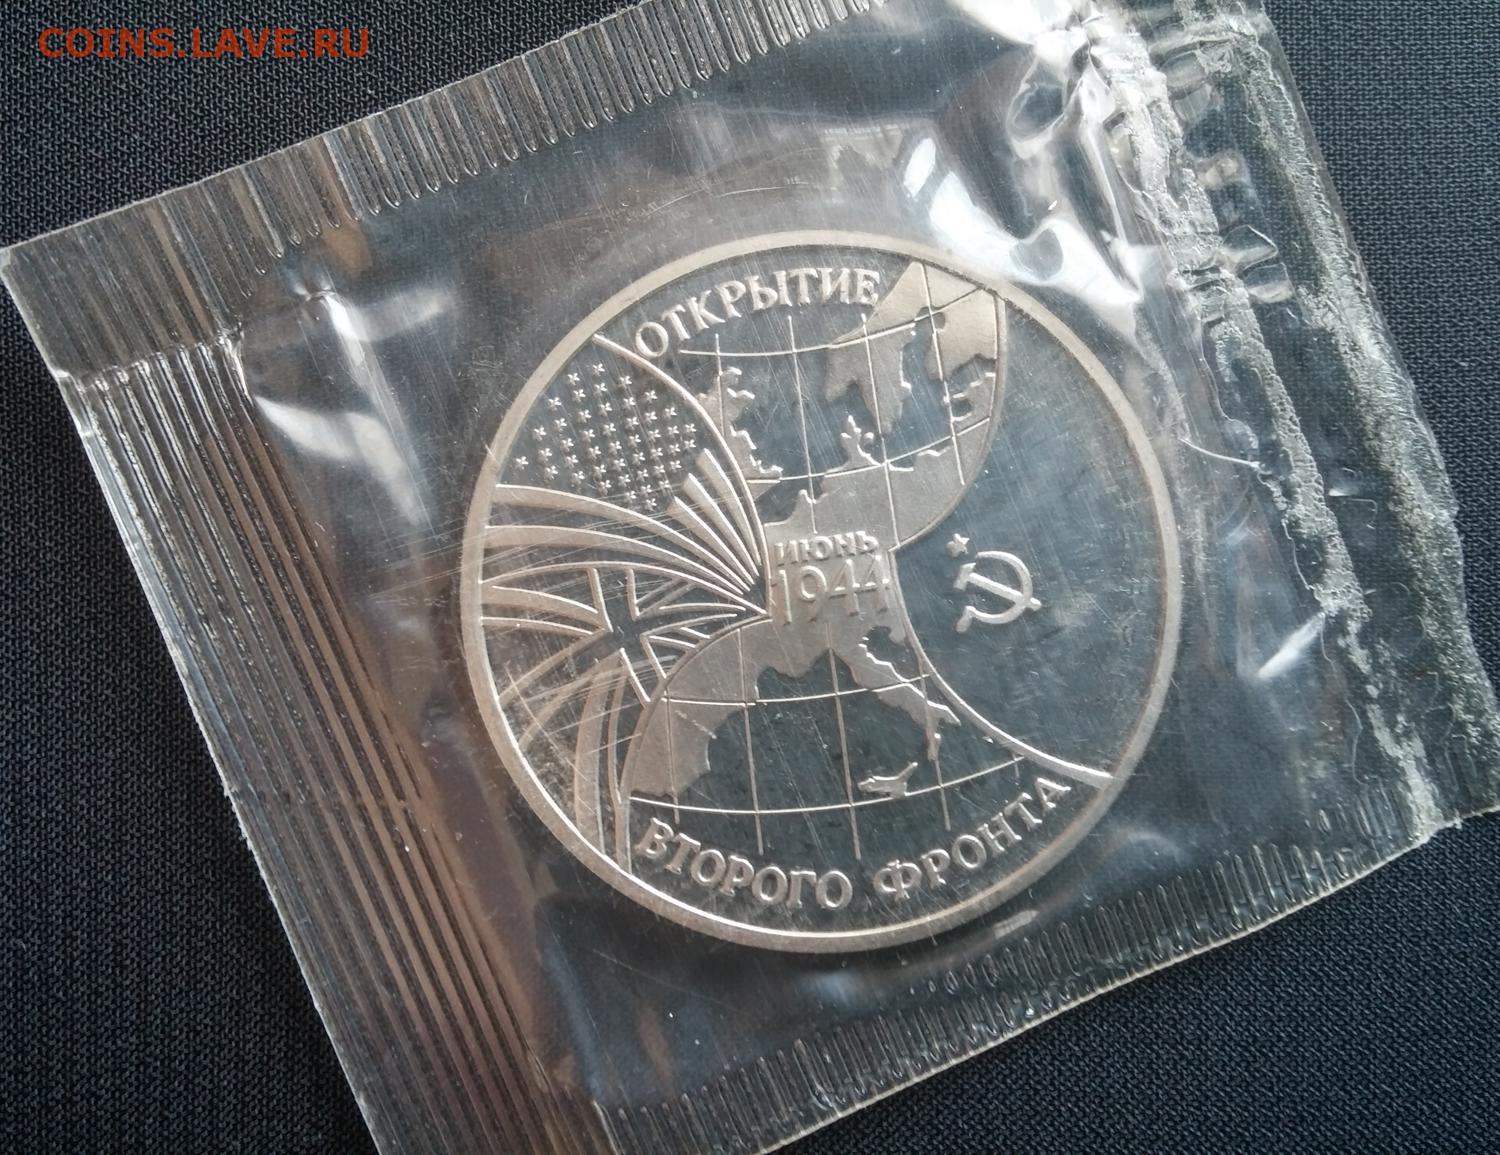 COINS.LAVE.RU
ОТКРЫТИЕ
ИЮНЬ
1944
ВТОРОГО ФРОНТА